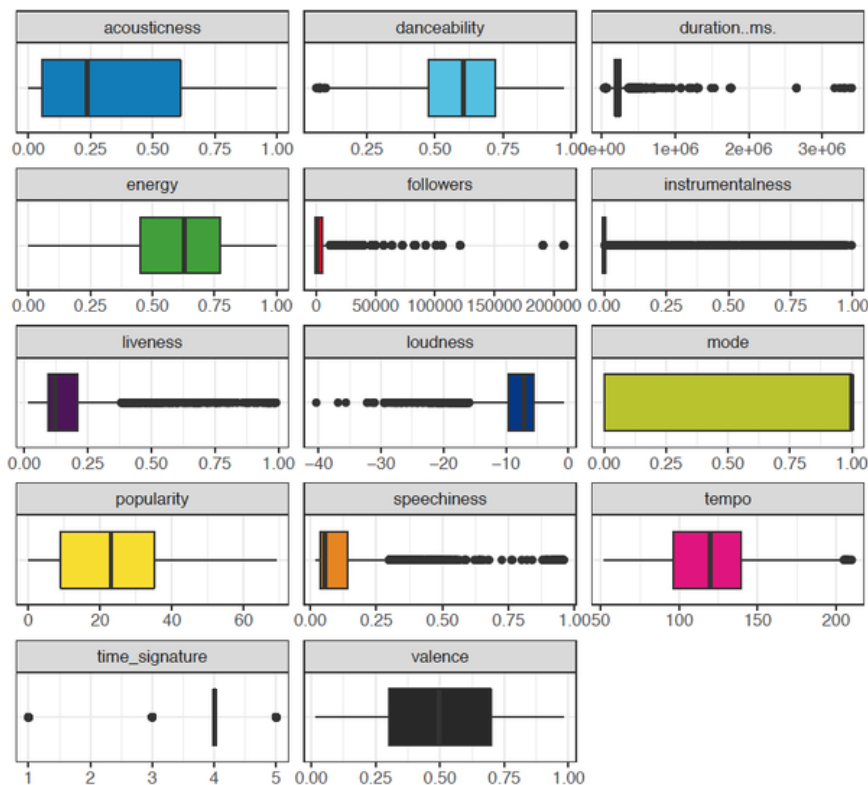 acousticness danceability duration..ms.
0.00 0.25 0.50 0.75 1.00 0.25 0.50 0.75 1.00 0e+00 1e+06 2e+06 3e+06
energy followers instrumentalness
0.00 0.25 0.50 0.75 1.00 0 50000 100000 150000 200000 0.00 0.25 0.50 0.75 1.00
liveness loudness mode
0.00 0.25 0.50 0.75 1.00 −40 −30 −20 −10 0 0.00 0.25 0.50 0.75 1.00
popularity speechiness tempo
0 20 40 60 0.00 0.25 0.50 0.75 1.00 50 100 150 200
time_signature valence
1 2 3 4 5 0.00 0.25 0.50 0.75 1.00